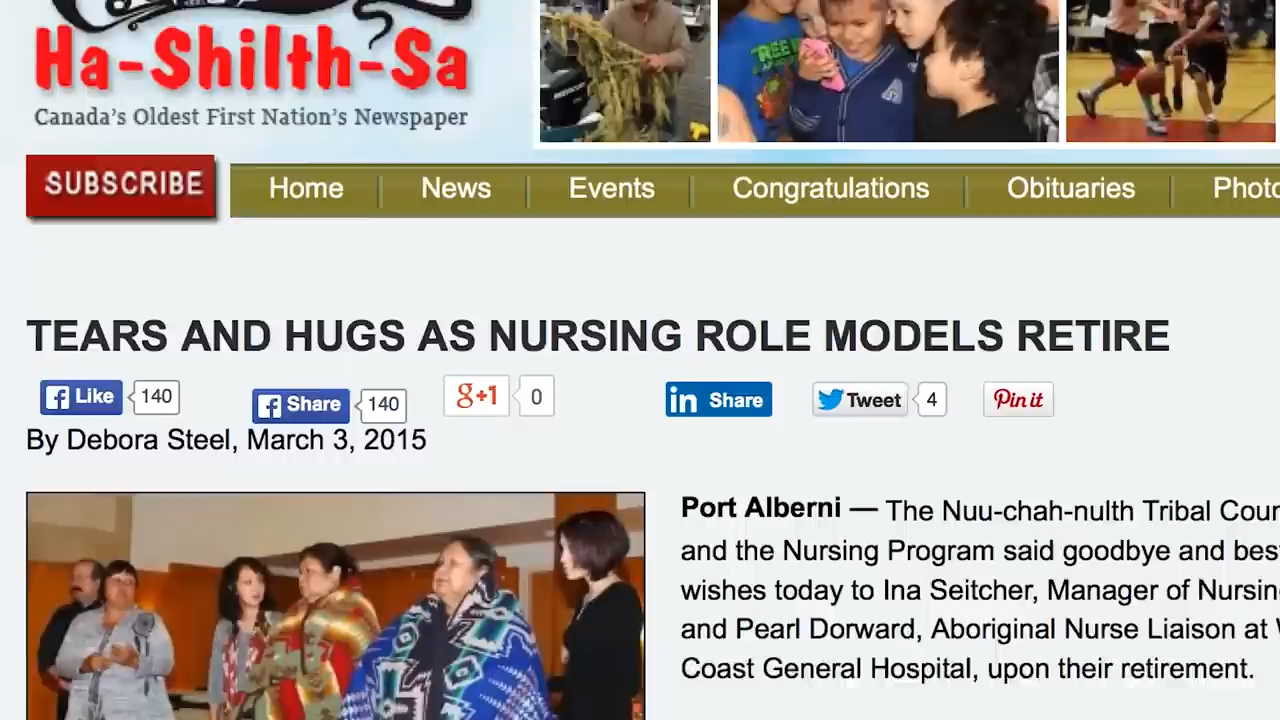 Ha-Shilth-Sa
Canada's Oldest First Nation's Newspaper
SUBSCRIBE
Home News Events Congratulations Obituaries
TEARS AND HUGS AS NURSING ROLE MODELS RETIRE
Like 140 Share 140 g+1 0 in Share Tweet 4 Pin it
By Debora Steel, March 3, 2015
Port Alberni — The Nuu-chah-nulth Tribal
and the Nursing Program said goodbye and
wishes today to Ina Seitcher, Manager of
and Pearl Dorward, Aboriginal Nurse Liaison at
Coast General Hospital, upon their retirement.